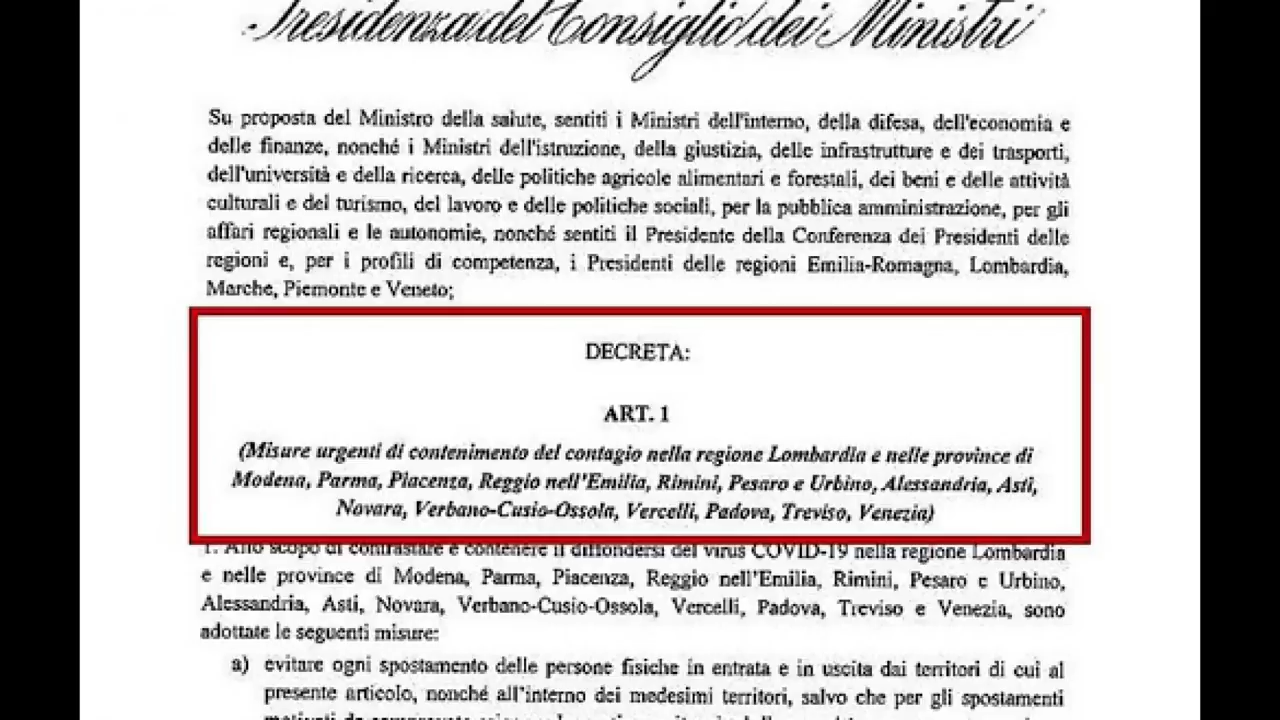 Presidenza del Consiglio dei Ministri
Su proposta del Ministro della salute, sentiti i Ministri dell'interno, della difesa, dell'economia e
delle finanze, nonché i Ministri dell'istruzione, della giustizia, delle infrastrutture e dei trasporti,
dell'università e della ricerca, delle politiche agricole alimentari e forestali, dei beni e delle attività
culturali e del turismo, del lavoro e delle politiche sociali, per la pubblica amministrazione, per gli
affari regionali e le autonomie, nonché sentiti il Presidente della Conferenza dei Presidenti delle
regioni e, per i profili di competenza, i Presidenti delle regioni Emilia-Romagna, Lombardia,
Marche, Piemonte e Veneto;
DECRETA:
ART. 1
(Misure urgenti di contenimento del contagio nella regione Lombardia e nelle province di
Modena, Parma, Piacenza, Reggio nell'Emilia, Rimini, Pesaro e Urbino, Alessandria, Asti,
Novara, Verbano-Cusio-Ossola, Vercelli, Padova, Treviso, Venezia)
1. Allo scopo di contrastare e contenere il diffondersi del virus COVID-19 nella regione Lombardia
e nelle province di Modena, Parma, Piacenza, Reggio nell'Emilia, Rimini, Pesaro e Urbino,
Alessandria, Asti, Novara, Verbano-Cusio-Ossola, Vercelli, Padova, Treviso e Venezia, sono
adottate le seguenti misure:
a) evitare ogni spostamento delle persone fisiche in entrata e in uscita dai territori di cui al
presente articolo, nonché all'interno dei medesimi territori, salvo che per gli spostamenti